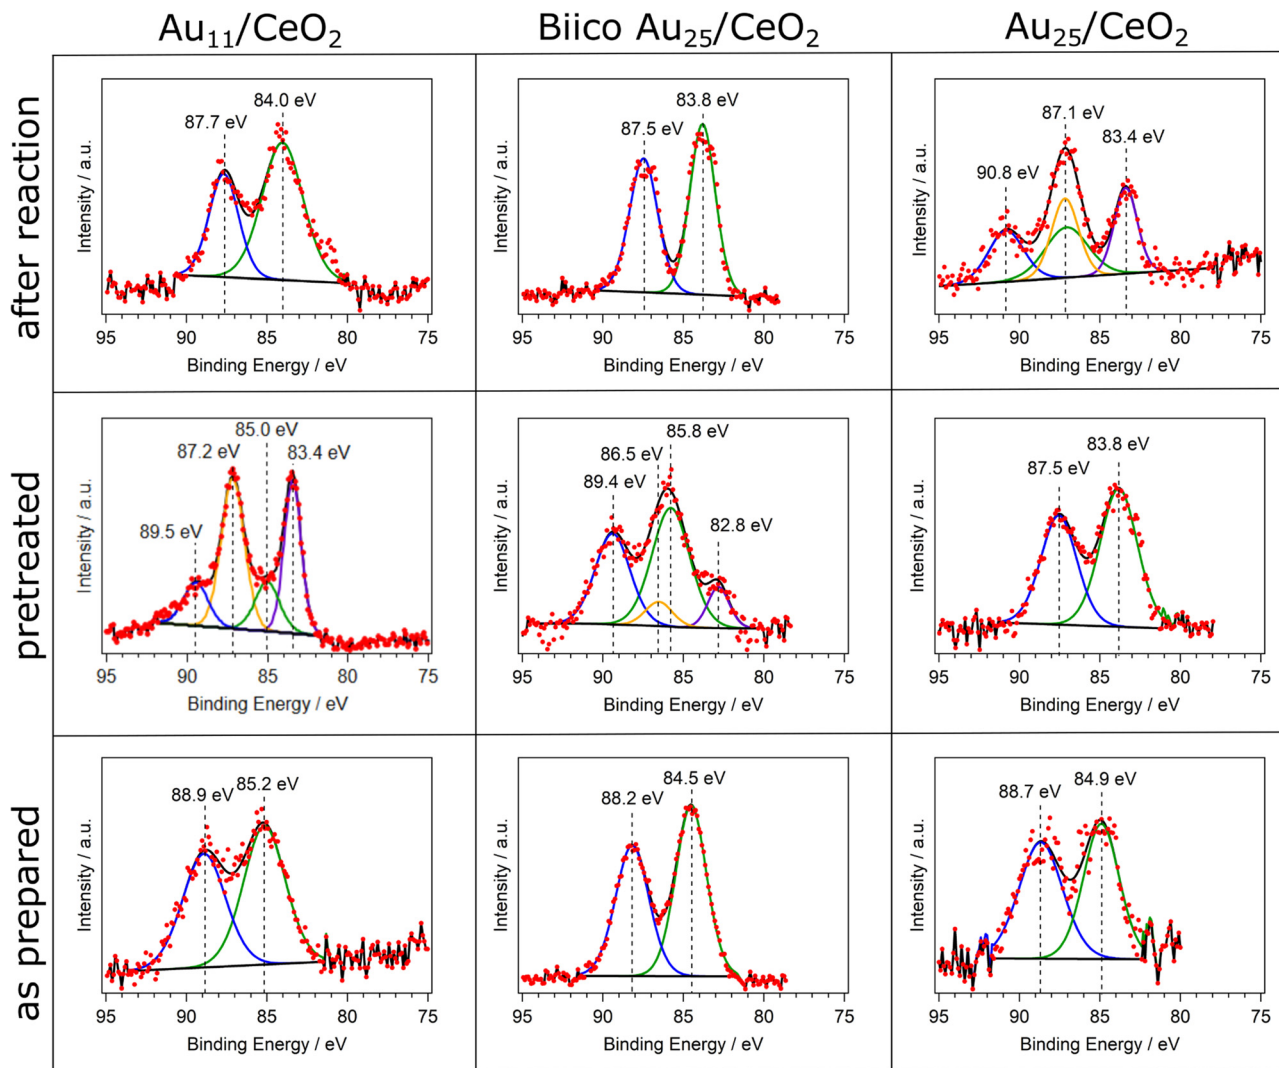 Au₁₁/CeO₂
Biico Au₂₅/CeO₂
Au₂₅/CeO₂
after reaction
Intensity / a.u.
87.7 eV
84.0 eV
95 90 85 80 75
Binding Energy / eV
Intensity / a.u.
87.5 eV
83.8 eV
95 90 85 80 75
Binding Energy / eV
Intensity / a.u.
90.8 eV
87.1 eV
83.4 eV
95 90 85 80 75
Binding Energy / eV
pretreated
Intensity / a.u.
89.5 eV
87.2 eV
85.0 eV
83.4 eV
95 90 85 80 75
Binding Energy / eV
Intensity / a.u.
89.4 eV
86.5 eV
85.8 eV
82.8 eV
95 90 85 80 75
Binding Energy / eV
Intensity / a.u.
87.5 eV
83.8 eV
95 90 85 80 75
Binding Energy / eV
as prepared
Intensity / a.u.
88.9 eV
85.2 eV
95 90 85 80 75
Binding Energy / eV
Intensity / a.u.
88.2 eV
84.5 eV
95 90 85 80 75
Binding Energy / eV
Intensity / a.u.
88.7 eV
84.9 eV
95 90 85 80 75
Binding Energy / eV